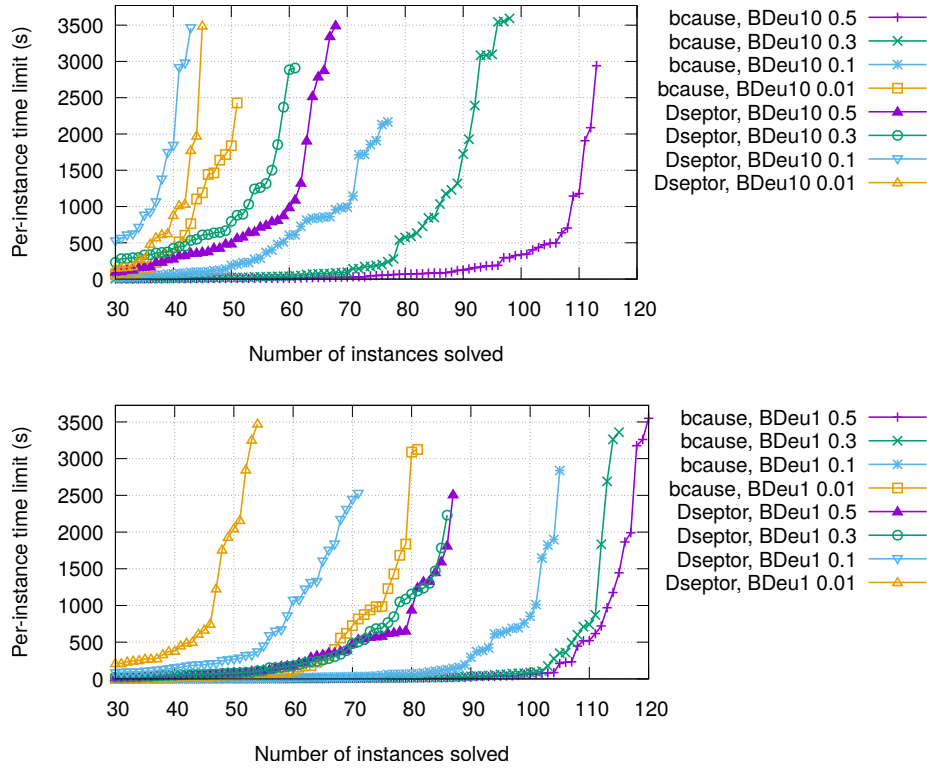 Per-instance time limit (s)
3500
3000
2500
2000
1500
1000
500
0
30 40 50 60 70 80 90 100 110 120
Number of instances solved
bcause, BDeu10 0.5
bcause, BDeu10 0.3
bcause, BDeu10 0.1
bcause, BDeu10 0.01
Dseptor, BDeu10 0.5
Dseptor, BDeu10 0.3
Dseptor, BDeu10 0.1
Dseptor, BDeu10 0.01
Per-instance time limit (s)
3500
3000
2500
2000
1500
1000
500
0
30 40 50 60 70 80 90 100 110 120
Number of instances solved
bcause, BDeu1 0.5
bcause, BDeu1 0.3
bcause, BDeu1 0.1
bcause, BDeu1 0.01
Dseptor, BDeu1 0.5
Dseptor, BDeu1 0.3
Dseptor, BDeu1 0.1
Dseptor, BDeu1 0.01